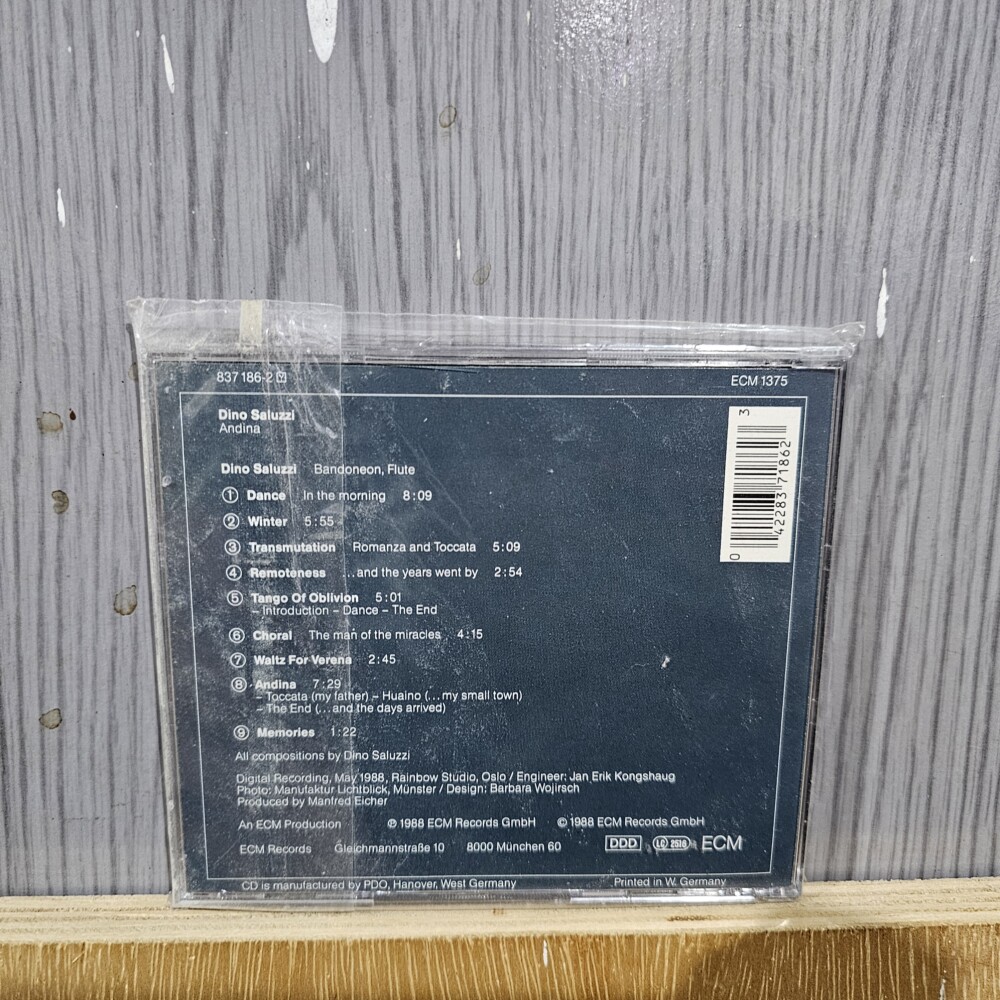 837 186-2 Y
ECM 1375
Dino Saluzzi
Andina
Dino Saluzzi Bandoneon, Flute
① Dance In the morning 8:09
② Winter 5:55
③ Transmutation Romanza and Toccata 5:09
④ Remoteness ...and the years went by 2:54
⑤ Tango Of Oblivion 5:01
– Introduction – Dance – The End
⑥ Choral The man of the miracles 4:15
⑦ Waltz For Verena 2:45
⑧ Andina 7:29
– Toccata (my father) – Huaino (...my small town)
– The End (...and the days arrived)
⑨ Memories 1:22
All compositions by Dino Saluzzi
Digital Recording, May 1988, Rainbow Studio, Oslo / Engineer: Jan Erik Kongshaug
Photo: Manufaktur Lichtblick, Münster / Design: Barbara Wojirsch
Produced by Manfred Eicher
An ECM Production ℗ 1988 ECM Records GmbH © 1988 ECM Records GmbH
ECM Records Gleichmannstraße 10 8000 München 60 DDD LC 2516 ECM
CD is manufactured by PDO, Hanover, West Germany
Printed in W. Germany
0 42283 71862 3